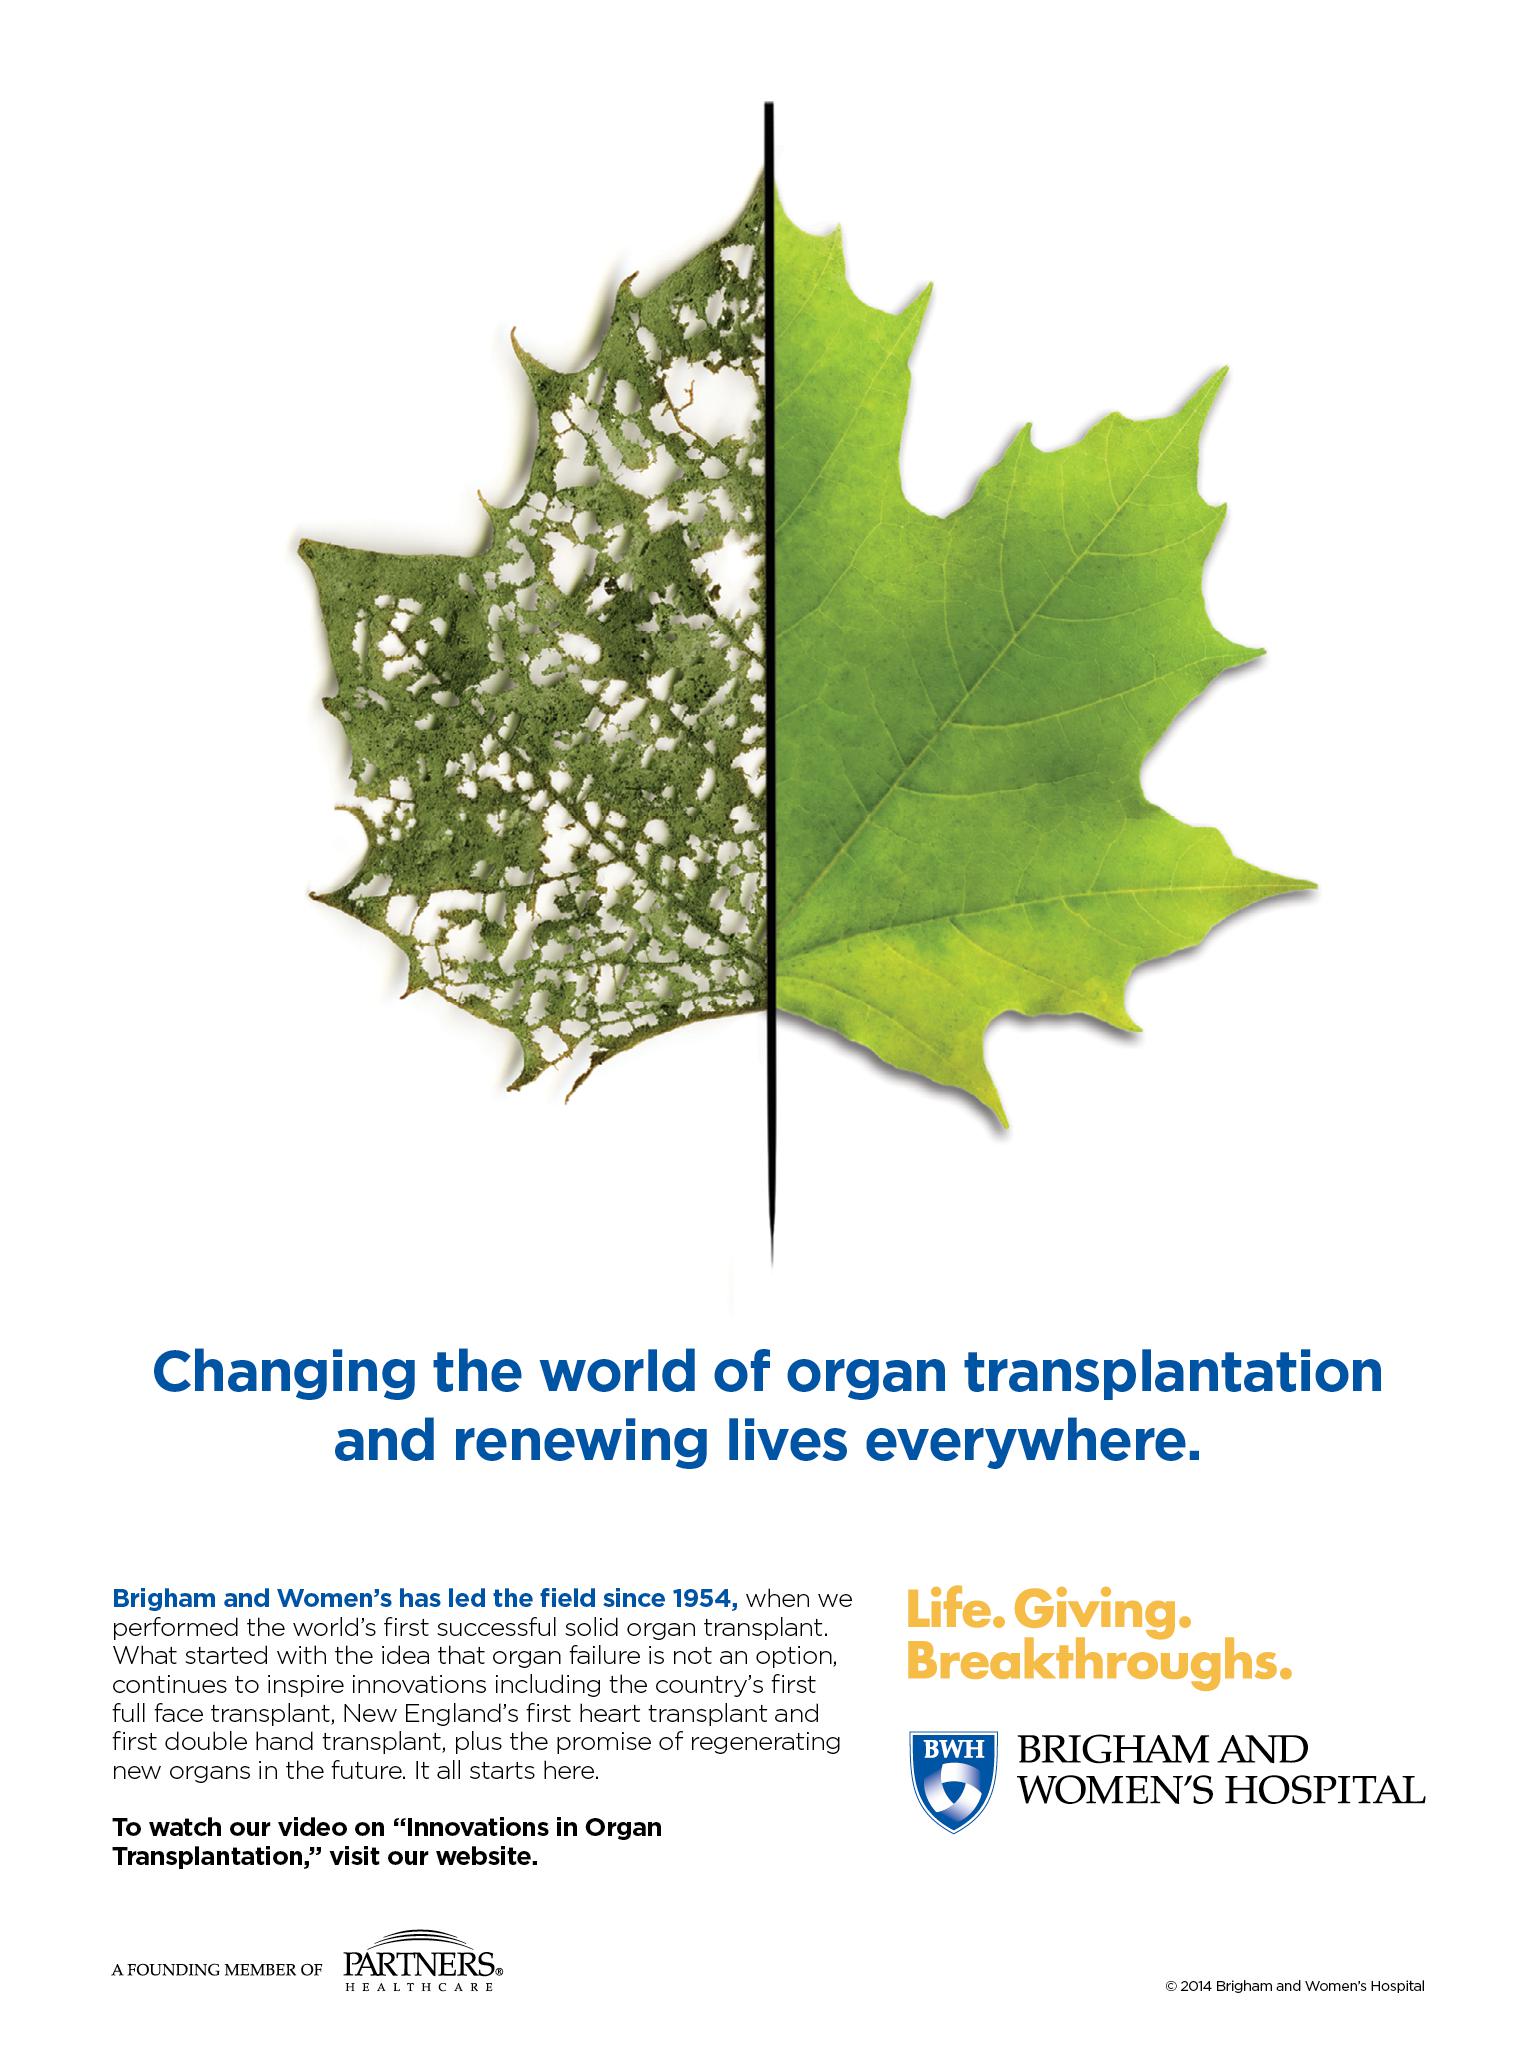 Changing the world of organ transplantation
and renewing lives everywhere.
Brigham and Women’s has led the field since 1954, when we
performed the world’s first successful solid organ transplant.
What started with the idea that organ failure is not an option,
continues to inspire innovations including the country’s first
full face transplant, New England’s first heart transplant and
first double hand transplant, plus the promise of regenerating
new organs in the future. It all starts here.
To watch our video on “Innovations in Organ
Transplantation,” visit our website.
Life. Giving.
Breakthroughs.
BWH
BRIGHAM AND
WOMEN’S HOSPITAL
A FOUNDING MEMBER OF
PARTNERS®
HEALTHCARE
© 2014 Brigham and Women’s Hospital